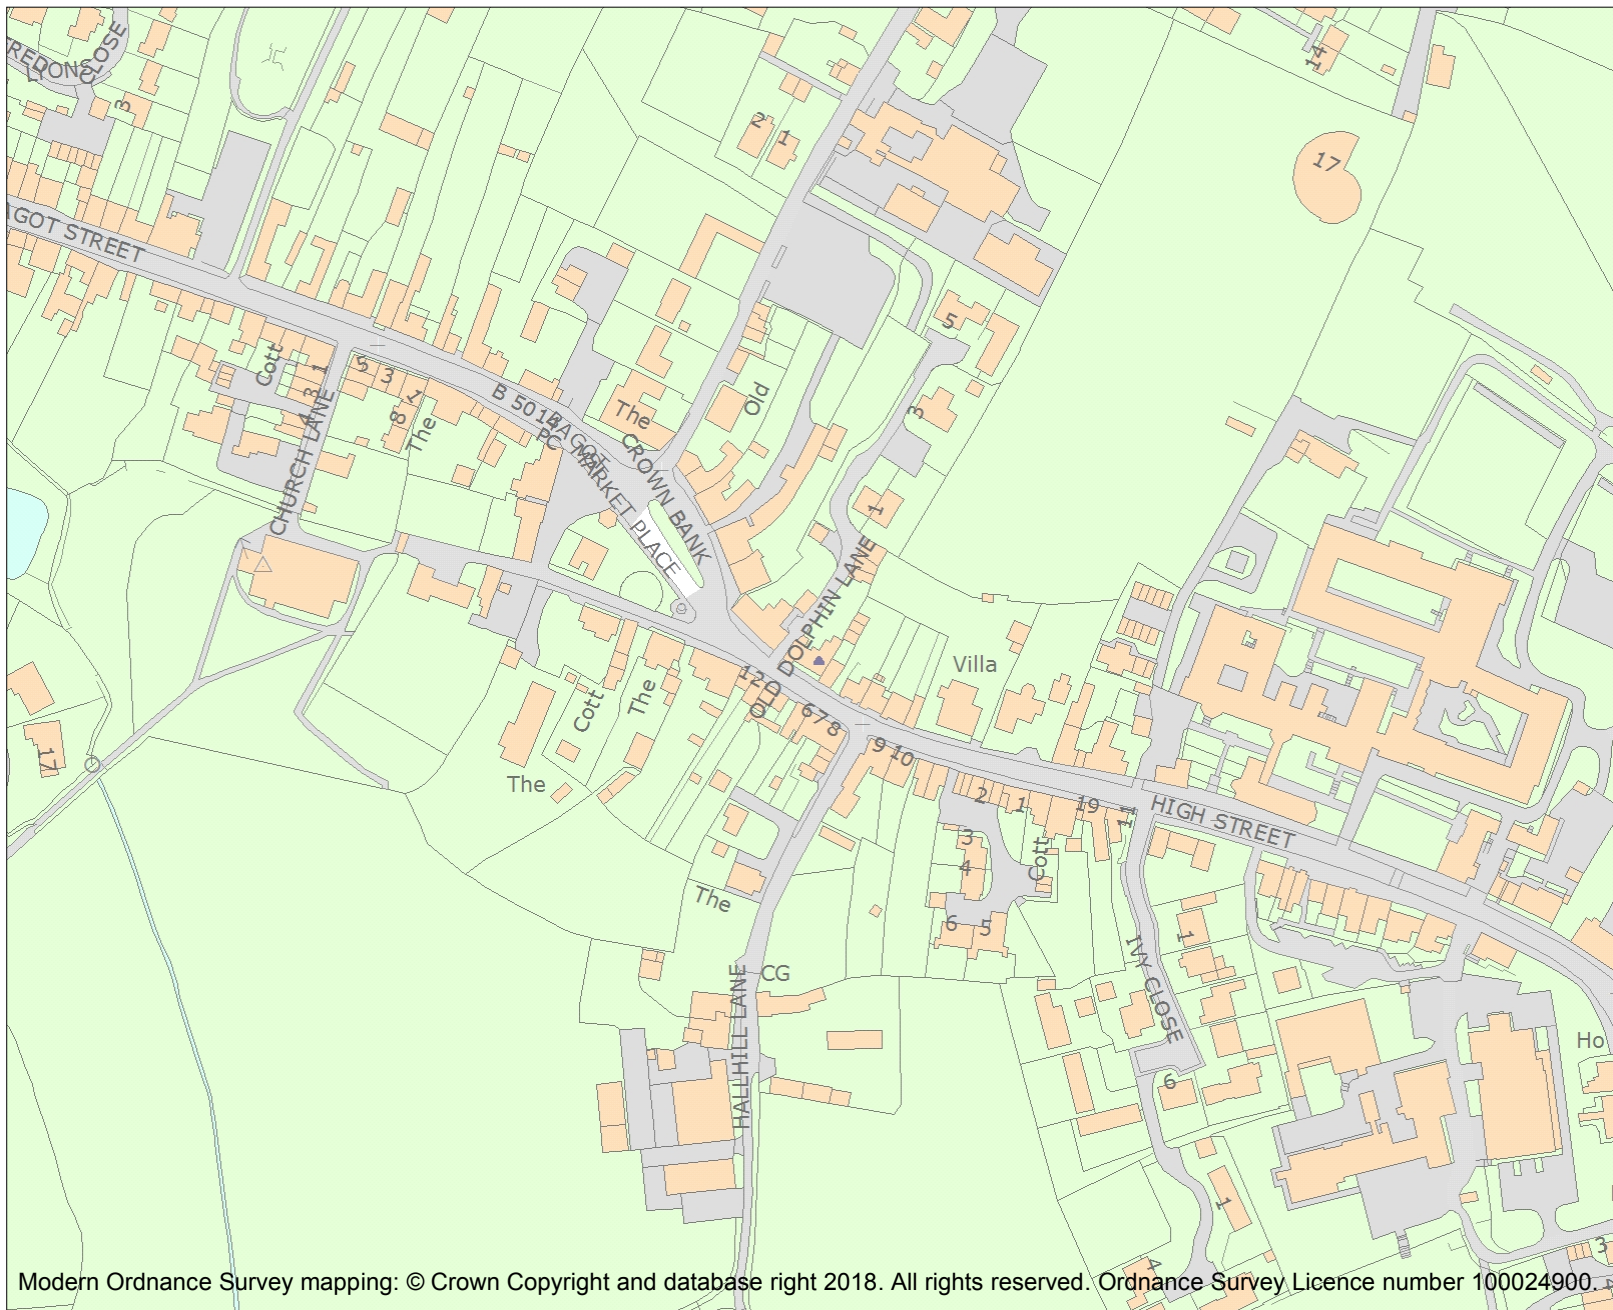 LYONS
CLOSE
3
2
1
14
17
AGOT STREET
5
Cott
1
3
4
5
3
1
8
The
B 5014
BAGOT
PC
The
Old
3
CROWN BANK
MARKET PLACE
CHURCH LANE
1
OLD DOLPHIN LANE
Villa
12
Cott
The
6 7 8
9 10
17
The
2
1
19
11
HIGH STREET
3
4
Cott
The
6
5
1
IVY CLOSE
CG
HALLHILL LANE
Ho
6
1
3
4
Modern Ordnance Survey mapping: © Crown Copyright and database right 2018. All rights reserved. Ordnance Survey Licence number 100024900.